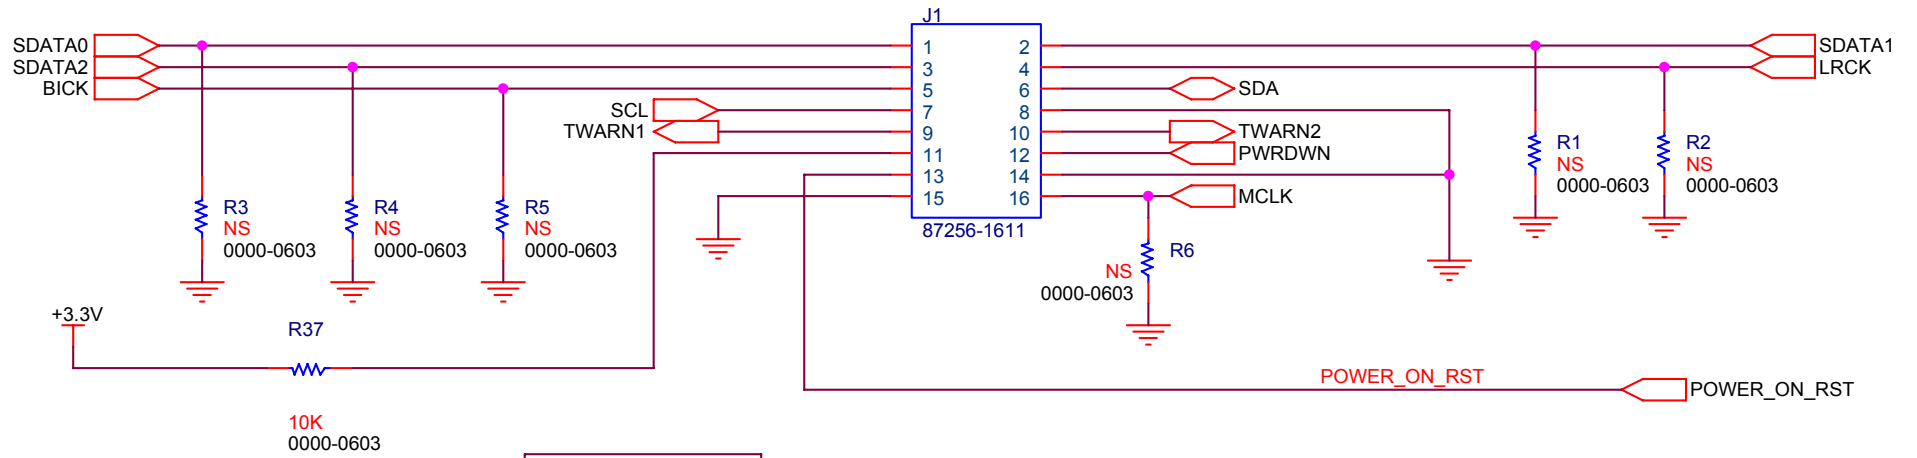 J1
SDATA0
1
2
SDATA1
SDATA2
3
4
LRCK
BICK
5
6
SDA
SCL
7
8
TWARN1
9
10
TWARN2
11
12
PWRDWN
13
14
15
16
MCLK
87256-1611
R1
NS
0000-0603
R2
NS
0000-0603
R3
NS
0000-0603
R4
NS
0000-0603
R5
NS
0000-0603
R6
NS
0000-0603
+3.3V
R37
10K
0000-0603
POWER_ON_RST
POWER_ON_RST